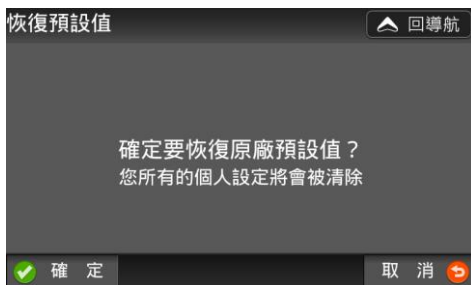 恢復預設值
回導航
確定要恢復原廠預設值？
您所有的個人設定將會被清除
確 定
取 消